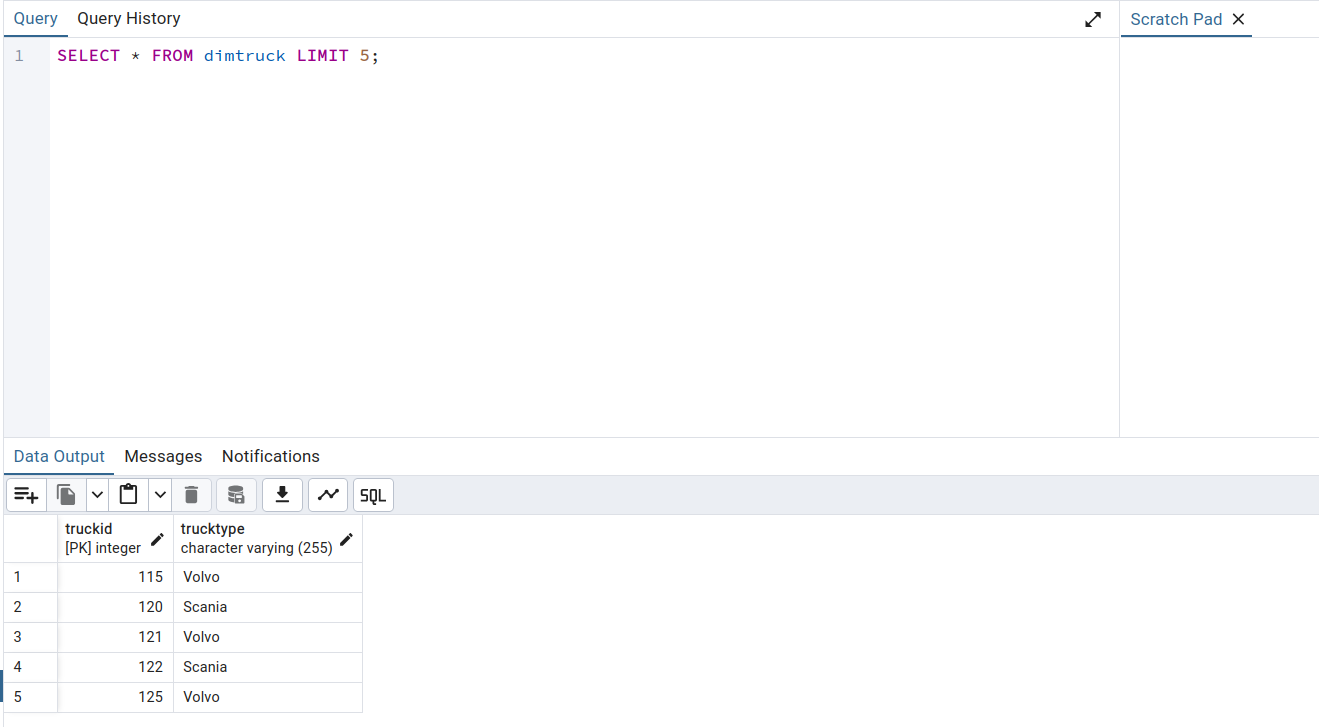 Query Query History Scratch Pad
1 SELECT * FROM dimtruck LIMIT 5;
Data Output Messages Notifications
SQL
truckid trucktype
[PK] integer character varying (255)
1 115 Volvo
2 120 Scania
3 121 Volvo
4 122 Scania
5 125 Volvo